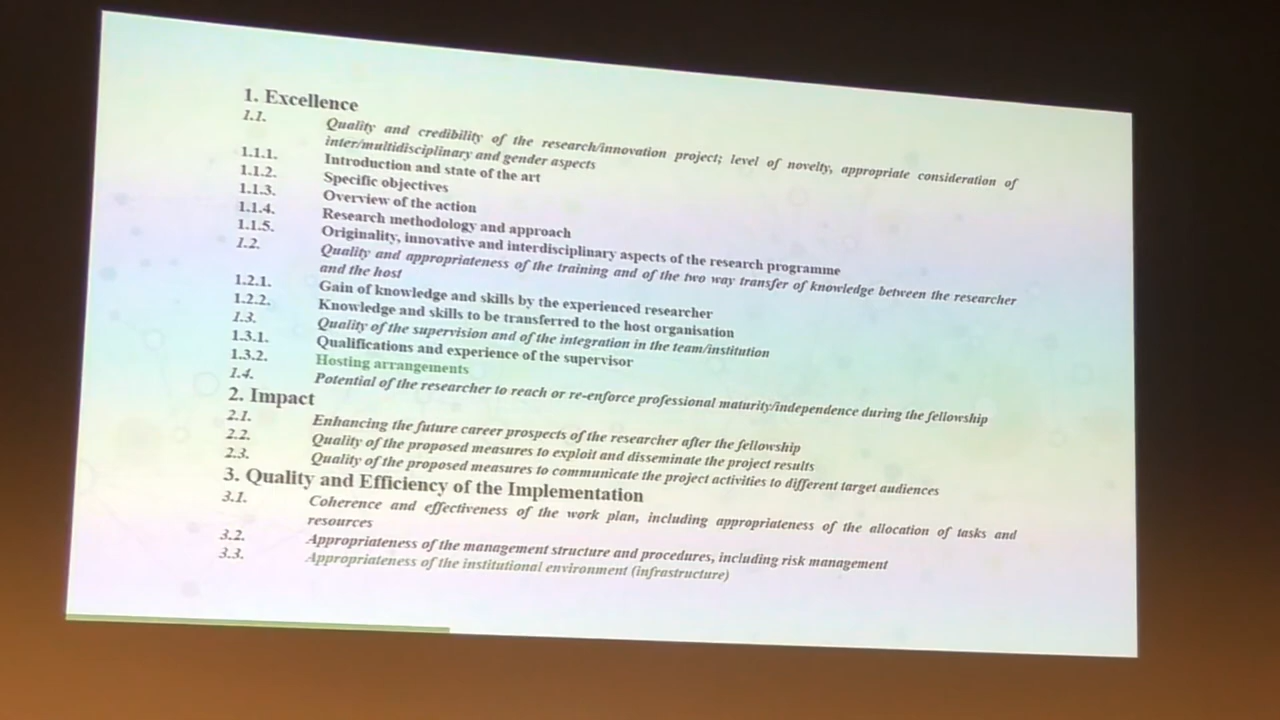 1. Excellence
1.1. Quality and credibility of the research/innovation project; level of novelty, appropriate consideration of
inter/multidisciplinary and gender aspects
1.1.1. Introduction and state of the art
1.1.2. Specific objectives
1.1.3. Overview of the action
1.1.4. Research methodology and approach
1.1.5. Originality, innovative and interdisciplinary aspects of the research programme
1.2. Quality and appropriateness of the training and of the two way transfer of knowledge between the researcher
and the host
1.2.1. Gain of knowledge and skills by the experienced researcher
1.2.2. Knowledge and skills to be transferred to the host organisation
1.3. Quality of the supervision and of the integration in the team/institution
1.3.1. Qualifications and experience of the supervisor
1.3.2. Hosting arrangements
1.4. Potential of the researcher to reach or re-enforce professional maturity/independence during the fellowship
2. Impact
2.1. Enhancing the future career prospects of the researcher after the fellowship
2.2. Quality of the proposed measures to exploit and disseminate the project results
2.3. Quality of the proposed measures to communicate the project activities to different target audiences
3. Quality and Efficiency of the Implementation
3.1. Coherence and effectiveness of the work plan, including appropriateness of the allocation of tasks and
resources
3.2. Appropriateness of the management structure and procedures, including risk management
3.3. Appropriateness of the institutional environment (infrastructure)